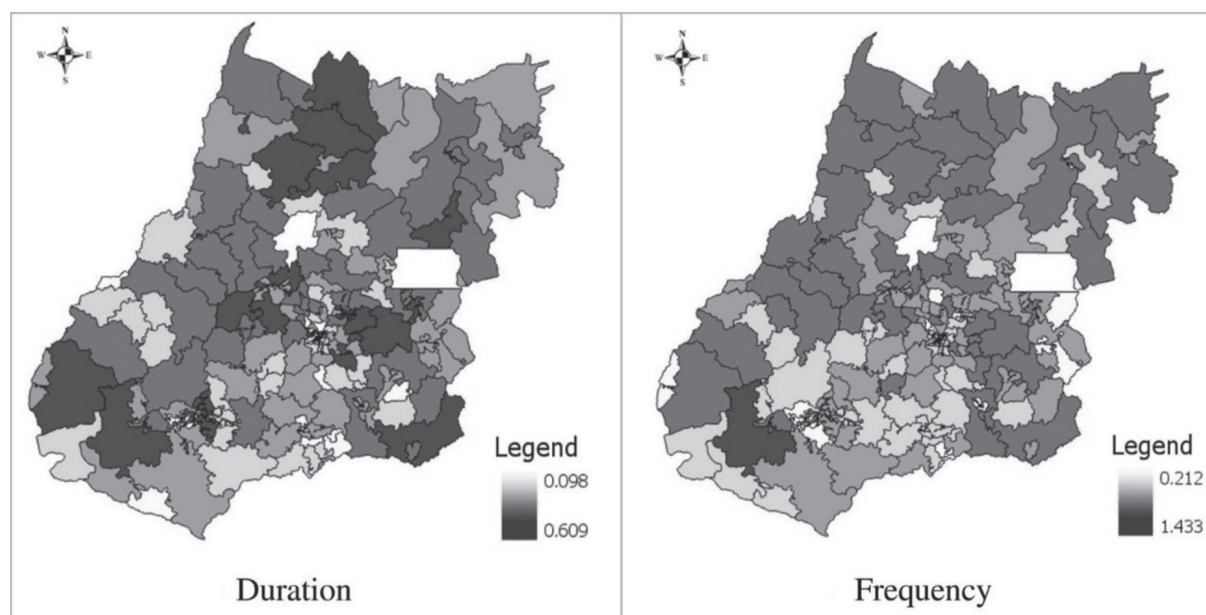 N
W E
S
Legend
0.098
0.609
Duration
N
W E
S
Legend
0.212
1.433
Frequency